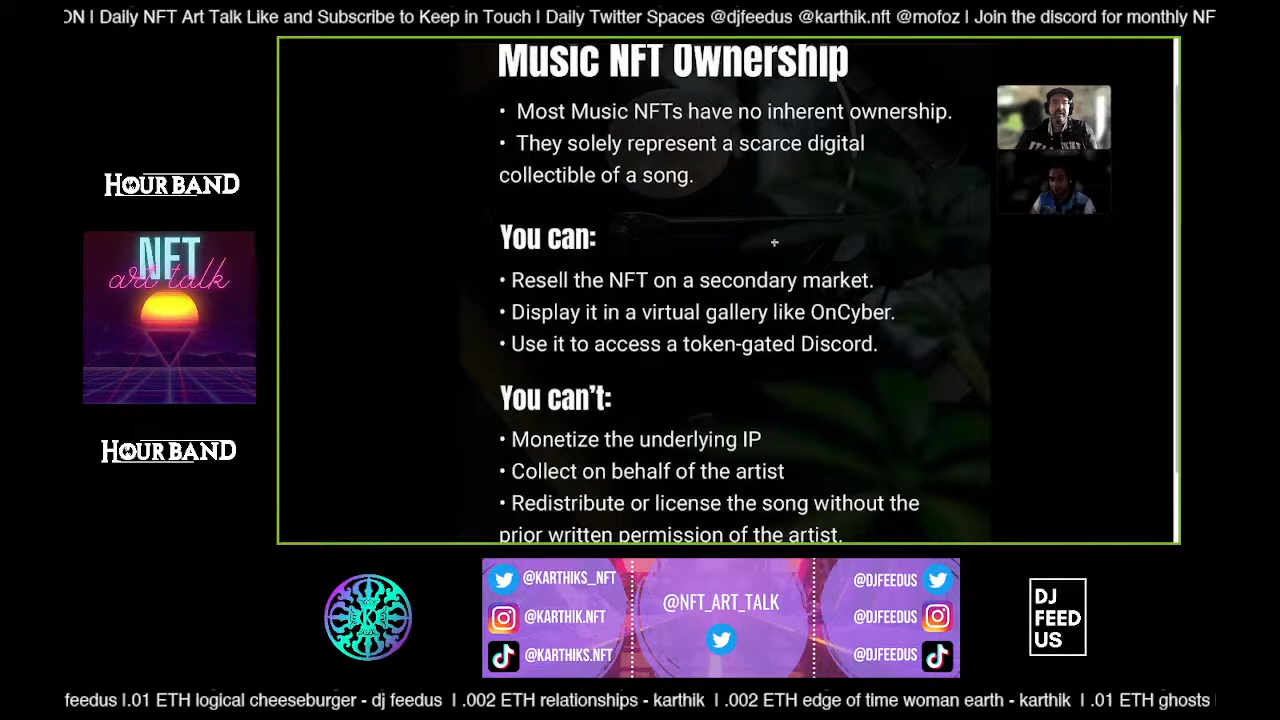 ON I Daily NFT Art Talk Like and Subscribe to Keep in Touch I Daily Twitter Spaces @djfeedus @karthik.nft @mofoz I Join the discord for monthly NF
Music NFT Ownership
• Most Music NFTs have no inherent ownership.
• They solely represent a scarce digital
collectible of a song.
You can:
• Resell the NFT on a secondary market.
• Display it in a virtual gallery like OnCyber.
• Use it to access a token-gated Discord.
You can't:
• Monetize the underlying IP
• Collect on behalf of the artist
• Redistribute or license the song without the
prior written permission of the artist.
HOUR BAND
NFT
art talk
HOUR BAND
K
@KARTHIKS_NFT
@KARTHIK.NFT
@KARTHIKS.NFT
@NFT_ART_TALK
@DJFEEDUS
@DJFEEDUS
@DJFEEDUS
DJ
FEED
US
feedus I .01 ETH logical cheeseburger - dj feedus I .002 ETH relationships - karthik I .002 ETH edge of time woman earth - karthik I .01 ETH ghosts